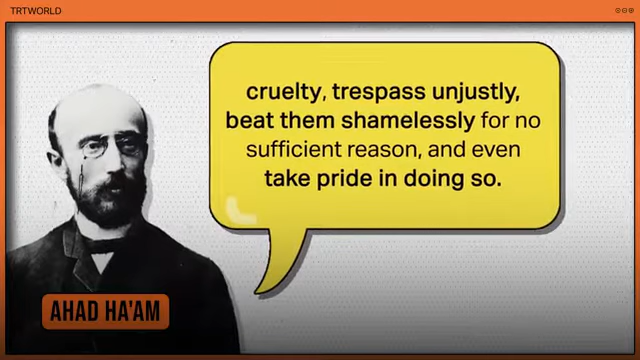 TRTWORLD
cruelty, trespass unjustly,
beat them shamelessly for no
sufficient reason, and even
take pride in doing so.
AHAD HA'AM